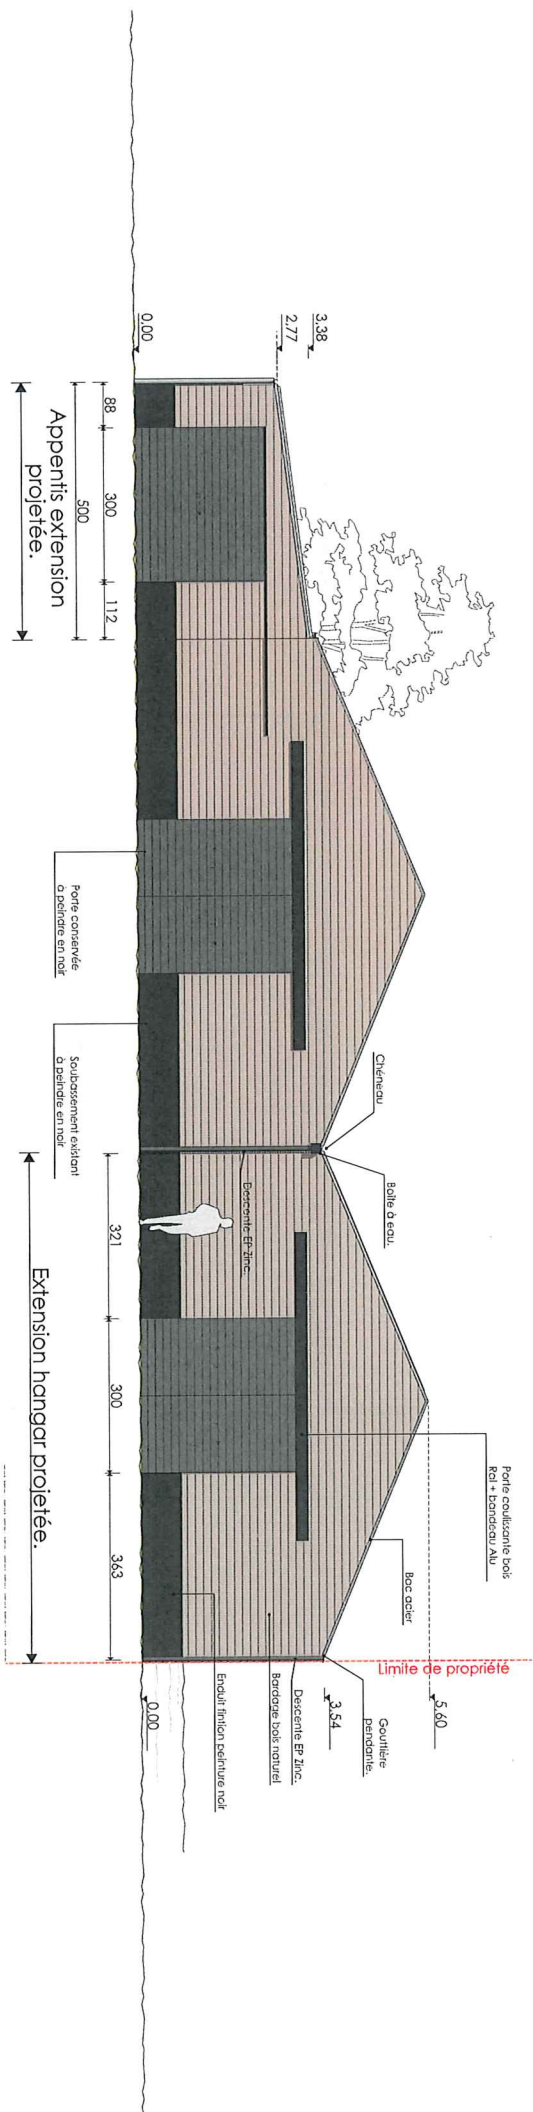 3.38
2.77
0.00
88
300
112
500
Appentis extension
projetée.
Porte conservée
à peindre en noir
Soubassement existant
à peindre en noir
Chéneau
Boîte à eau.
Descente EP Zinc.
321
300
363
Extension hangar projetée.
Porte coulissante bois
Ral + bandeau Alu
Bac acier
5.60
Limite de propriété
Gouttière
pendante.
3.54
Descente EP Zinc.
Bardage bois naturel
Enduit finition peinture noir
0.00